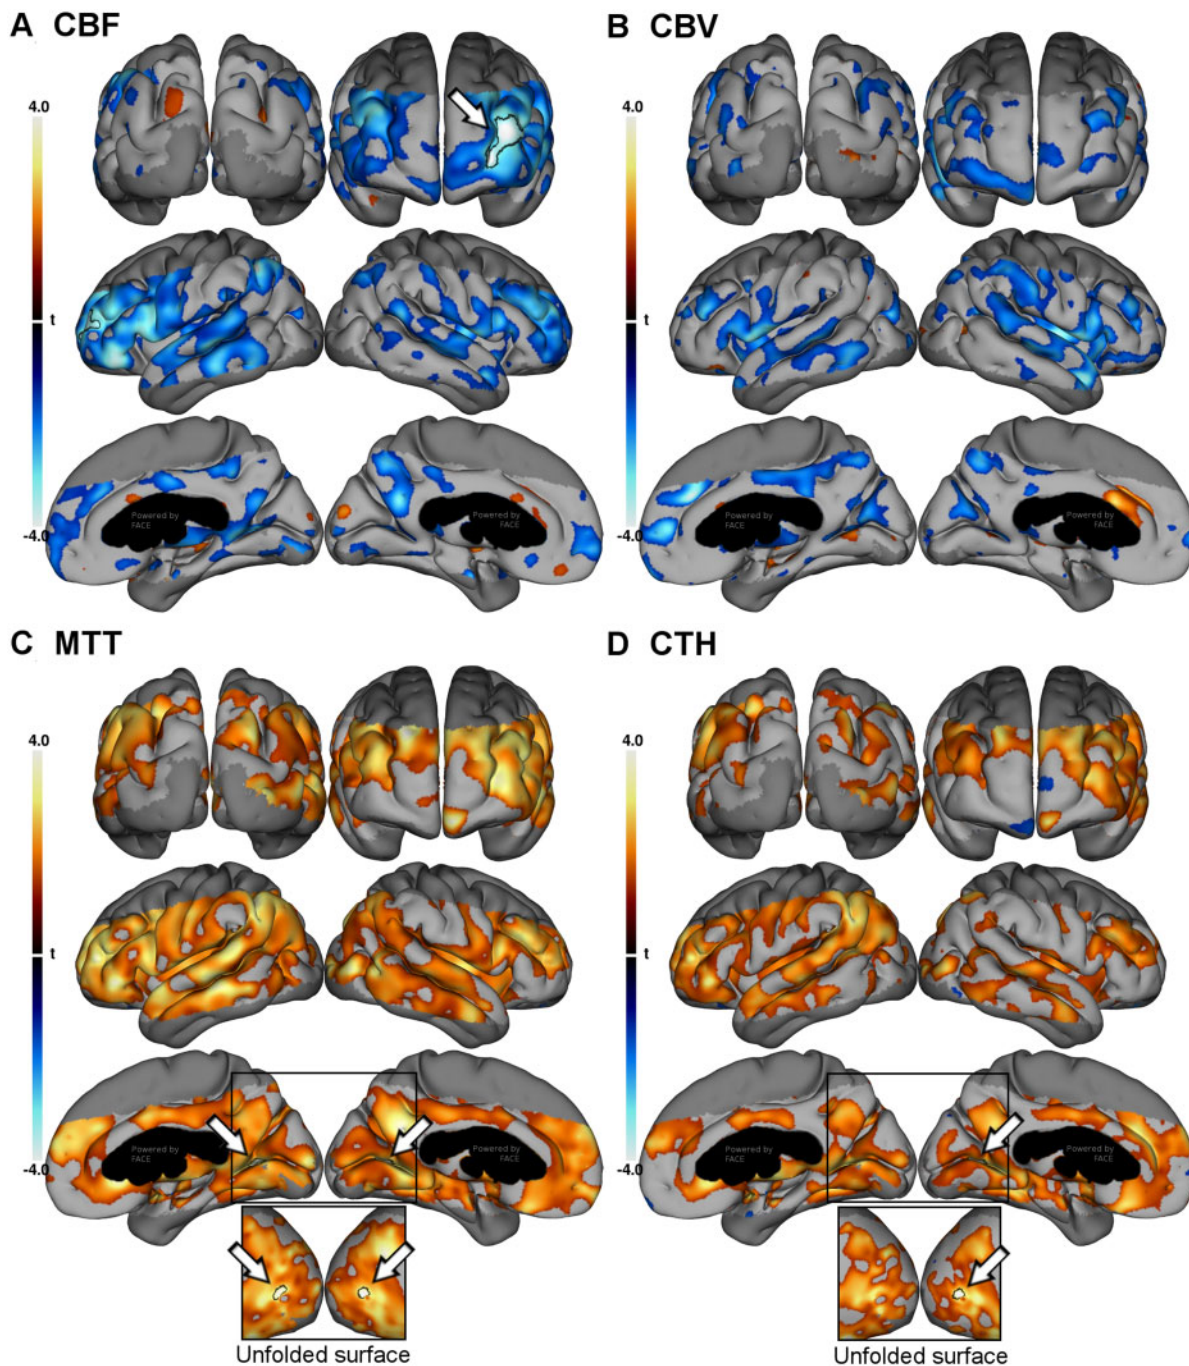 A CBF
B CBV
4.0
t
-4.0
4.0
t
-4.0
Powered by
FACE
Powered by
FACE
Powered by
FACE
Powered by
FACE
C MTT
D CTH
4.0
t
-4.0
4.0
t
-4.0
Powered by
FACE
Powered by
FACE
Powered by
FACE
Powered by
FACE
Unfolded surface
Unfolded surface